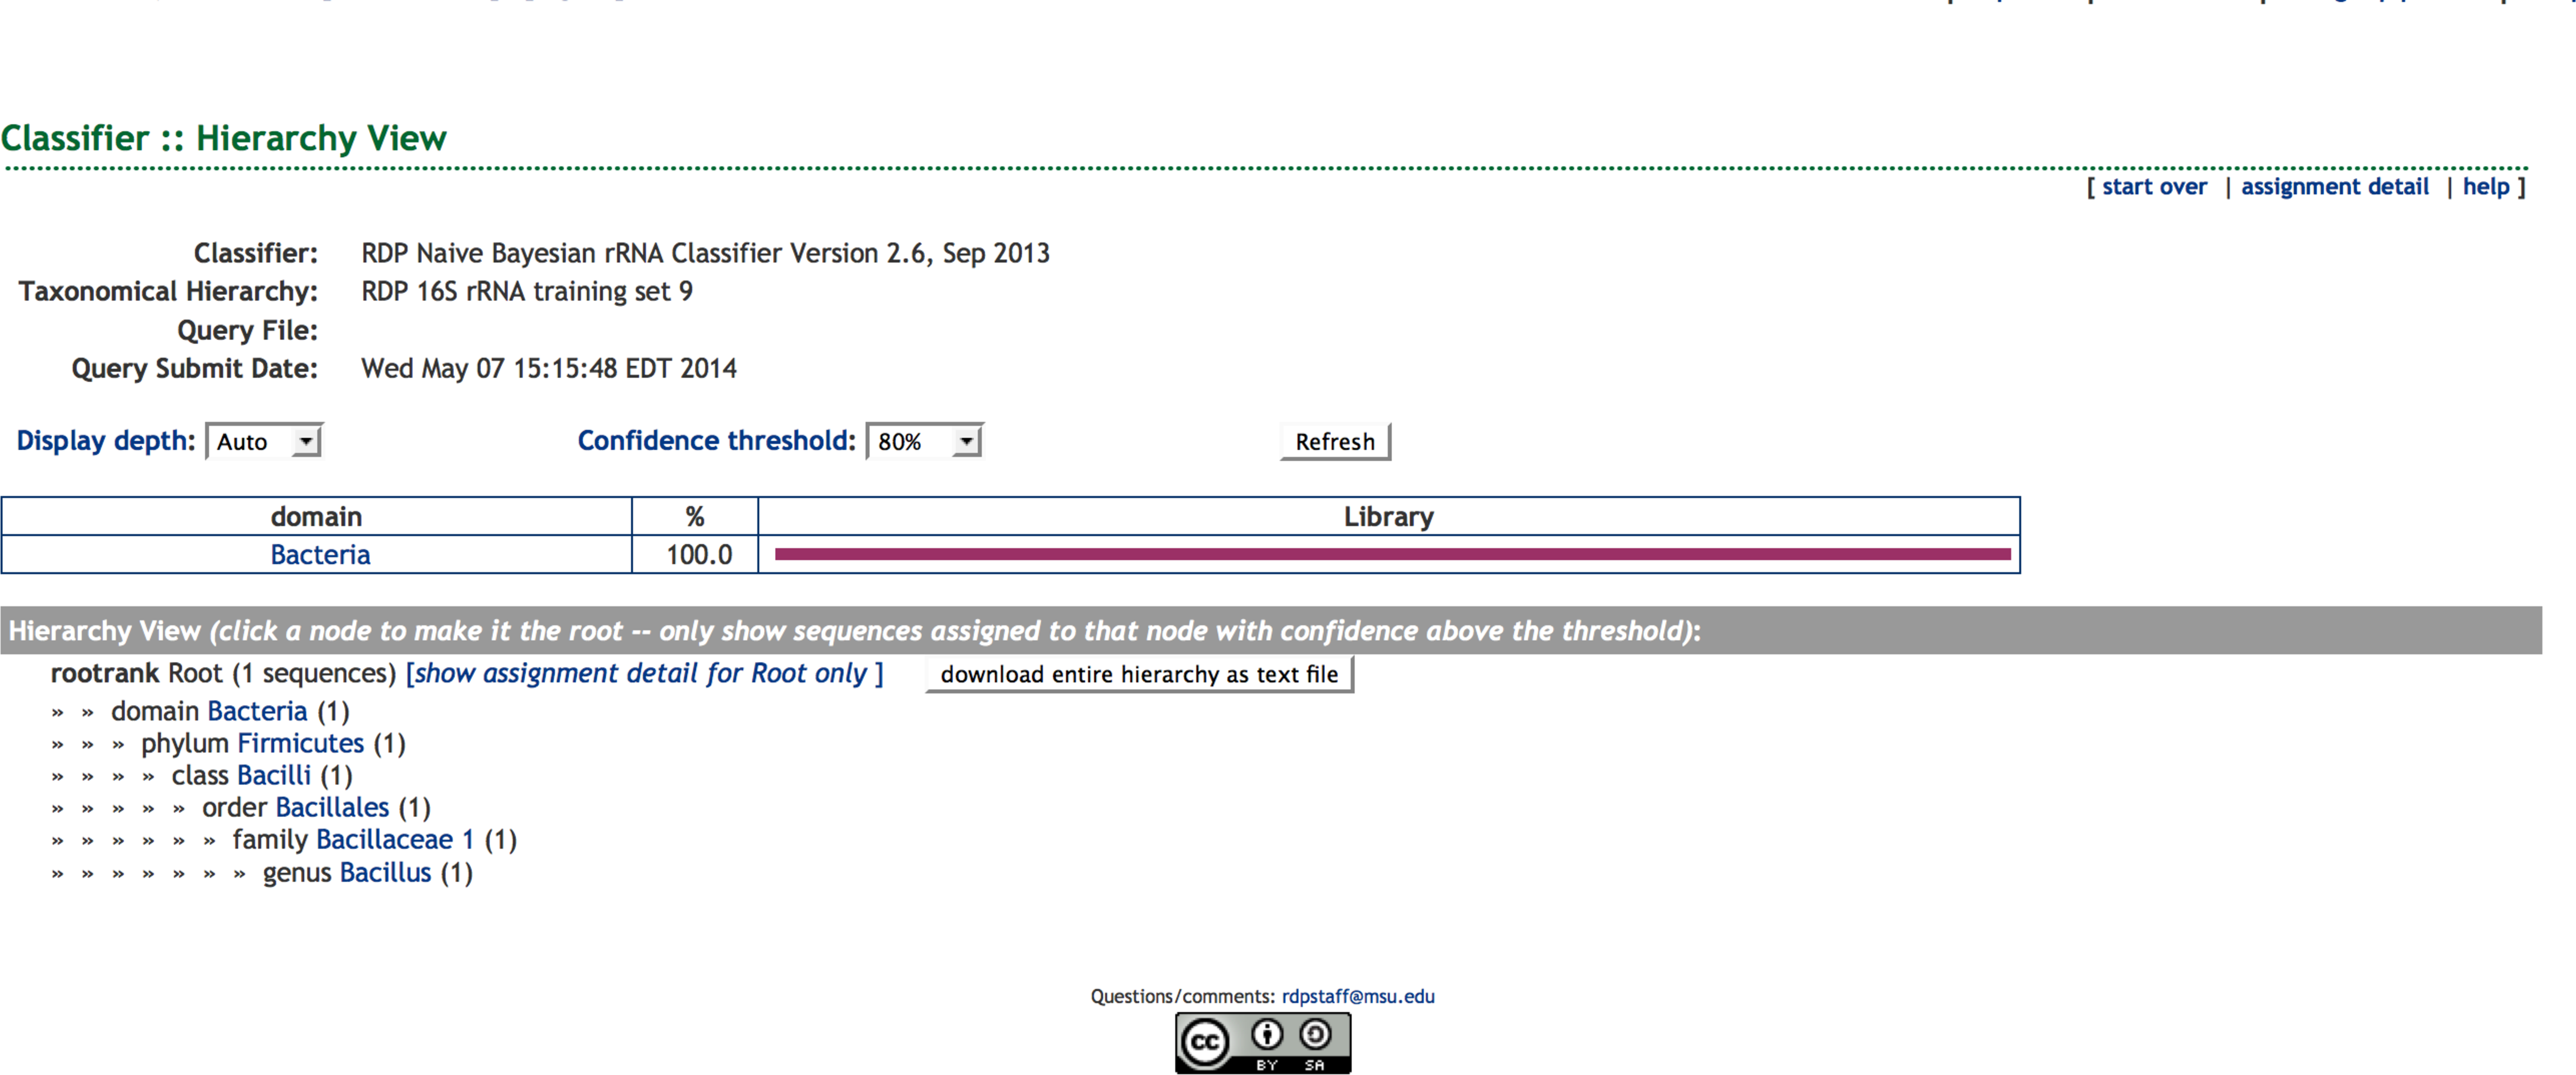 Classifier :: Hierarchy View
[ start over | assignment detail | help ]
Classifier: RDP Naive Bayesian rRNA Classifier Version 2.6, Sep 2013
Taxonomical Hierarchy: RDP 16S rRNA training set 9
Query File:
Query Submit Date: Wed May 07 15:15:48 EDT 2014
Display depth: Auto Confidence threshold: 80% Refresh
domain % Library
Bacteria 100.0
Hierarchy View (click a node to make it the root -- only show sequences assigned to that node with confidence above the threshold):
rootrank Root (1 sequences) [show assignment detail for Root only ] download entire hierarchy as text file
» » domain Bacteria (1)
» » » phylum Firmicutes (1)
» » » » class Bacilli (1)
» » » » » order Bacillales (1)
» » » » » » family Bacillaceae 1 (1)
» » » » » » » genus Bacillus (1)
Questions/comments: rdpstaff@msu.edu
cc
BY SA